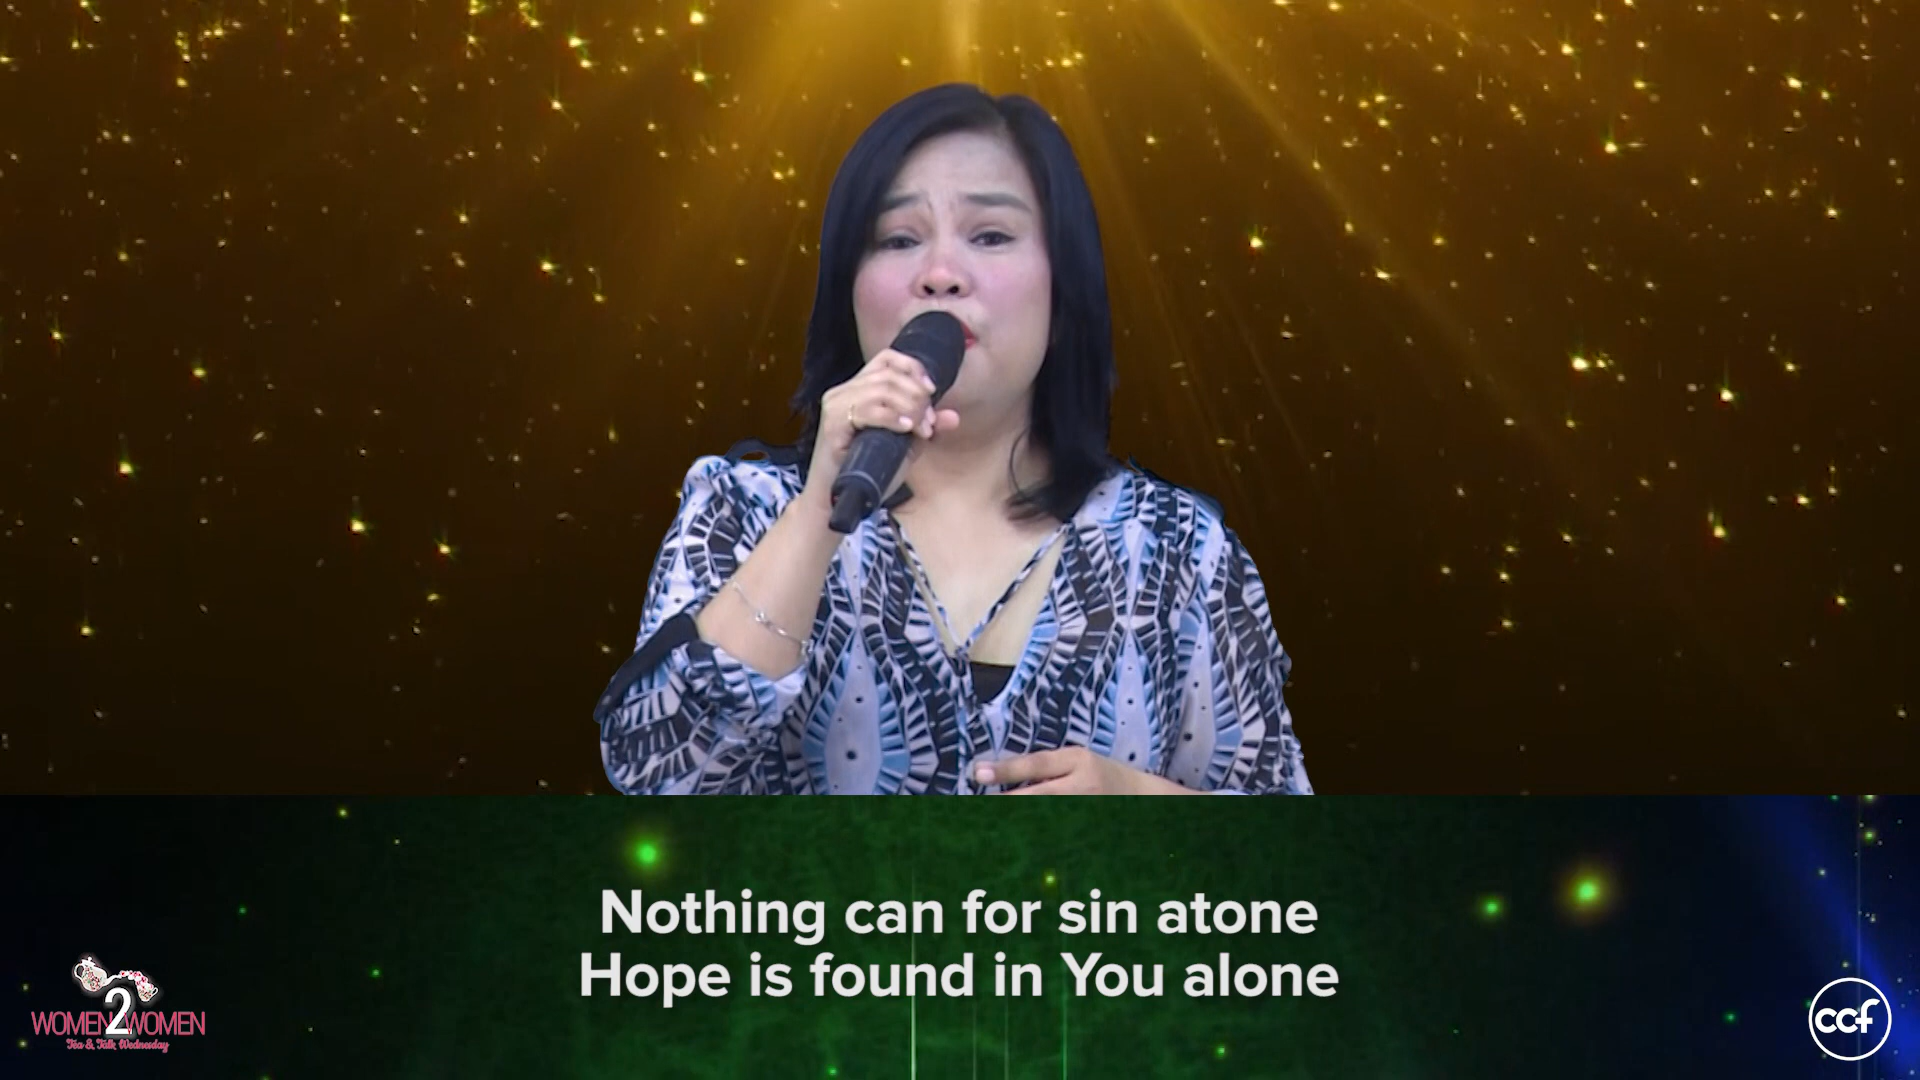 Nothing can for sin atone
Hope is found in You alone
WOMEN2WOMEN
Tea & Talk Wednesday
ccf